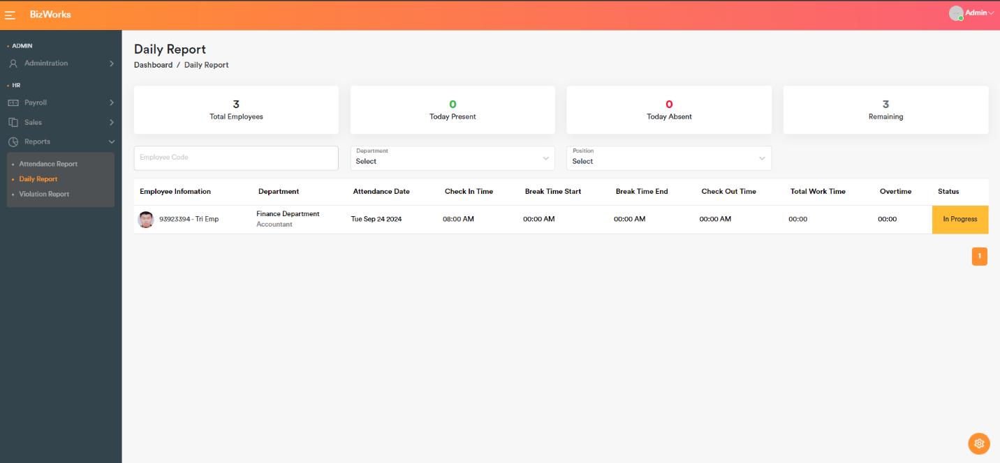 BizWorks
Admin
ADMIN
Admintration
HR
Payroll
Sales
Reports
Attendance Report
Daily Report
Violation Report
Daily Report
Dashboard / Daily Report
3
Total Employees
0
Today Present
0
Today Absent
3
Remaining
Employee Code
Department
Select
Position
Select
Employee Infomation Department Attendance Date Check In Time Break Time Start Break Time End Check Out Time Total Work Time Overtime Status
93923394 - Tri Emp Finance Department Tue Sep 24 2024 08:00 AM 00:00 AM 00:00 AM 00:00 AM 00:00 00:00 In Progress
Accountant
1